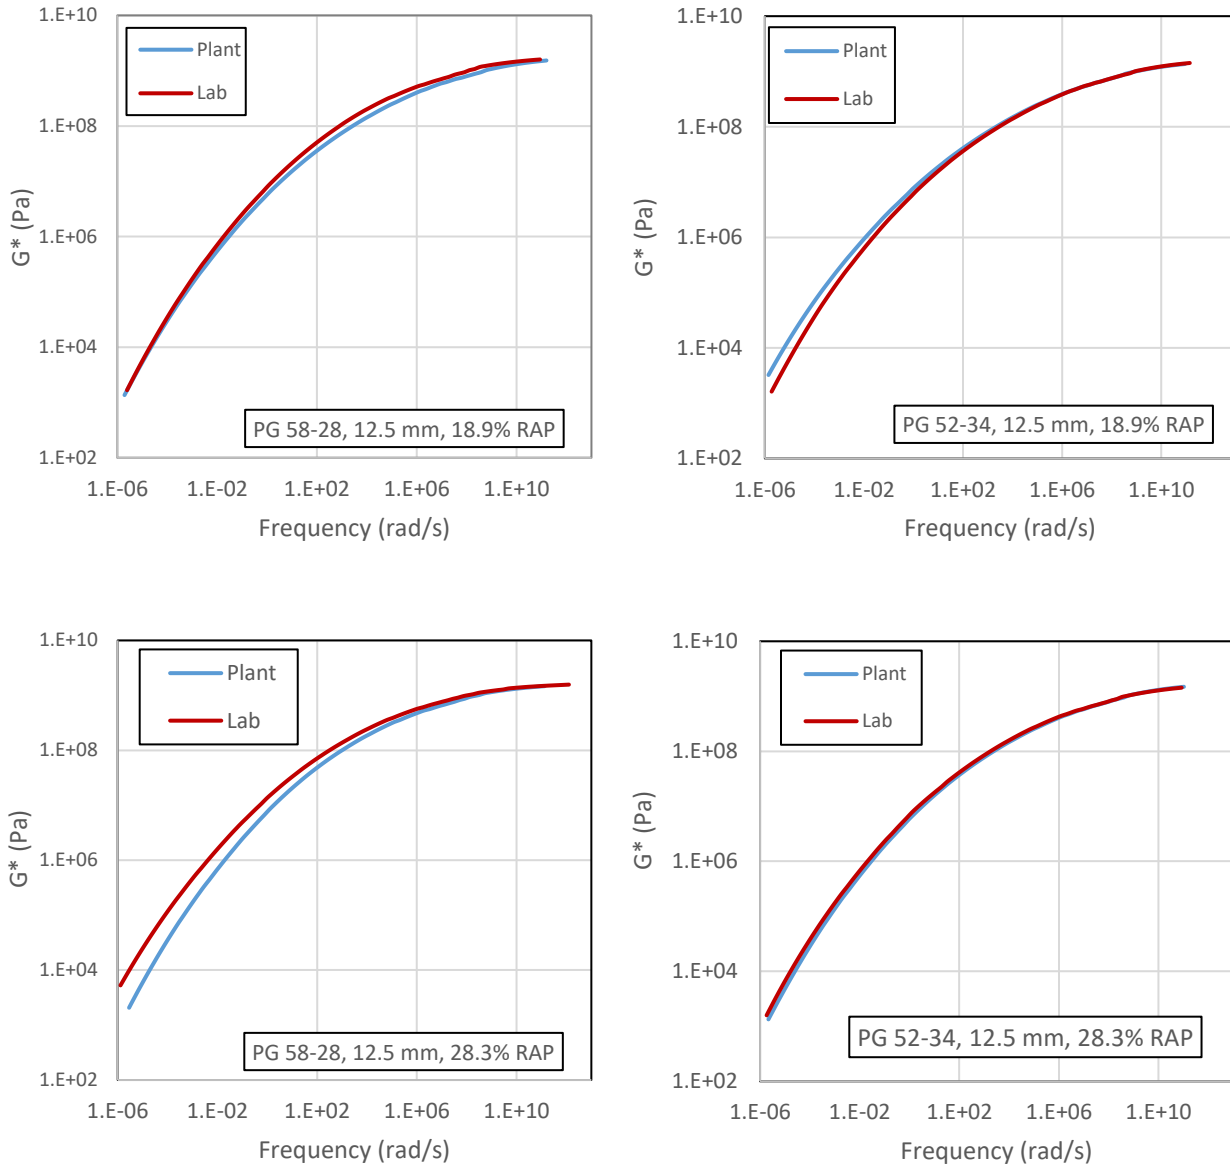 1.E+10
1.E+08
1.E+06
1.E+04
1.E+02
G* (Pa)
Plant
Lab
PG 58-28, 12.5 mm, 18.9% RAP
1.E-06 1.E-02 1.E+02 1.E+06 1.E+10
Frequency (rad/s)
1.E+10
1.E+08
1.E+06
1.E+04
1.E+02
G* (Pa)
Plant
Lab
PG 52-34, 12.5 mm, 18.9% RAP
1.E-06 1.E-02 1.E+02 1.E+06 1.E+10
Frequency (rad/s)
1.E+10
1.E+08
1.E+06
1.E+04
1.E+02
G* (Pa)
Plant
Lab
PG 58-28, 12.5 mm, 28.3% RAP
1.E-06 1.E-02 1.E+02 1.E+06 1.E+10
Frequency (rad/s)
1.E+10
1.E+08
1.E+06
1.E+04
1.E+02
G* (Pa)
Plant
Lab
PG 52-34, 12.5 mm, 28.3% RAP
1.E-06 1.E-02 1.E+02 1.E+06 1.E+10
Frequency (rad/s)